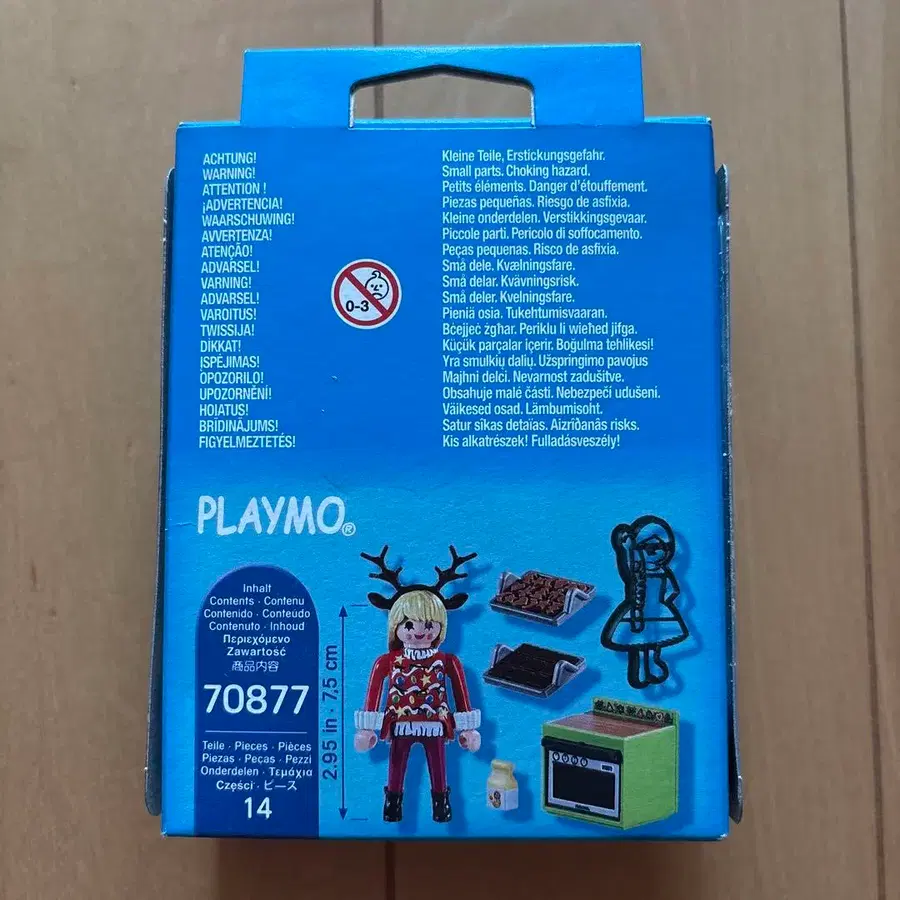 ACHTUNG! Kleine Teile, Erstickungsgefahr.
WARNING! Small parts. Choking hazard.
ATTENTION ! Petits éléments. Danger d'étouffement.
¡ADVERTENCIA! Piezas pequeñas. Riesgo de asfixia.
WAARSCHUWING! Kleine onderdelen. Verstikkingsgevaar.
AVVERTENZA! Piccole parti. Pericolo di soffocamento.
ATENÇÃO! Peças pequenas. Risco de asfixia.
ADVARSEL! Små dele. Kvælningsfare.
VARNING! Små delar. Kvävningsrisk.
ADVARSEL! Små deler. Kvelningsfare.
VAROITUS! Pieniä osia. Tukehtumisvaaran.
TWISSIJA! Bċejjeċ żgħar. Periklu li wieħed jifga.
DİKKAT! Küçük parçalar içerir. Boğulma tehlikesi!
ĮSPĖJIMAS! Yra smulkių dalių. Užspringimo pavojus
OPOZORILO! Majhni delci. Nevarnost zadušitve.
UPOZORNĚNÍ! Obsahuje malé části. Nebezpečí udušení.
HOIATUS! Väikesed osad. Lämbumisoht.
BRĪDINĀJUMS! Satur sīkas detaļas. Aizrīšanās risks.
FIGYELMEZTETÉS! Kis alkatrészek! Fulladásveszély!
0-3
PLAYMO®
Inhalt
Contents · Contenu
Contenido · Conteúdo
Contenuto · Inhoud
Περιεχόμενο
Zawartość
商品内容
70877
Teile · Pieces · Pièces
Piezas · Peças · Pezzi
Onderdelen · Τεμάχια
Części · ピース
14
2.95 in · 7,5 cm